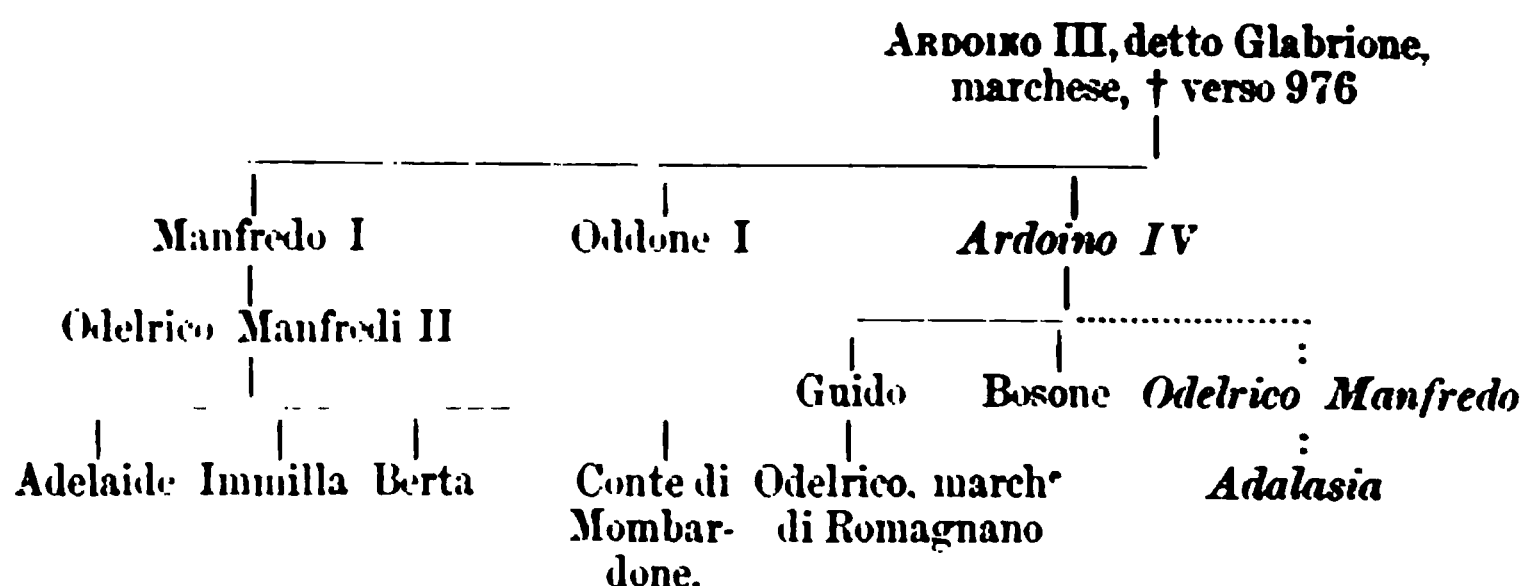 ARDOINO III, detto Glabrione,
marchese, † verso 976
Manfredo I Oddone I Ardoino IV
Odelrico Manfredi II
Guido Bosone Odelrico Manfredo
Adelaide Immilla Berta Conte di Odelrico, marchᵉ Adalasia
Mombar- di Romagnano
done.